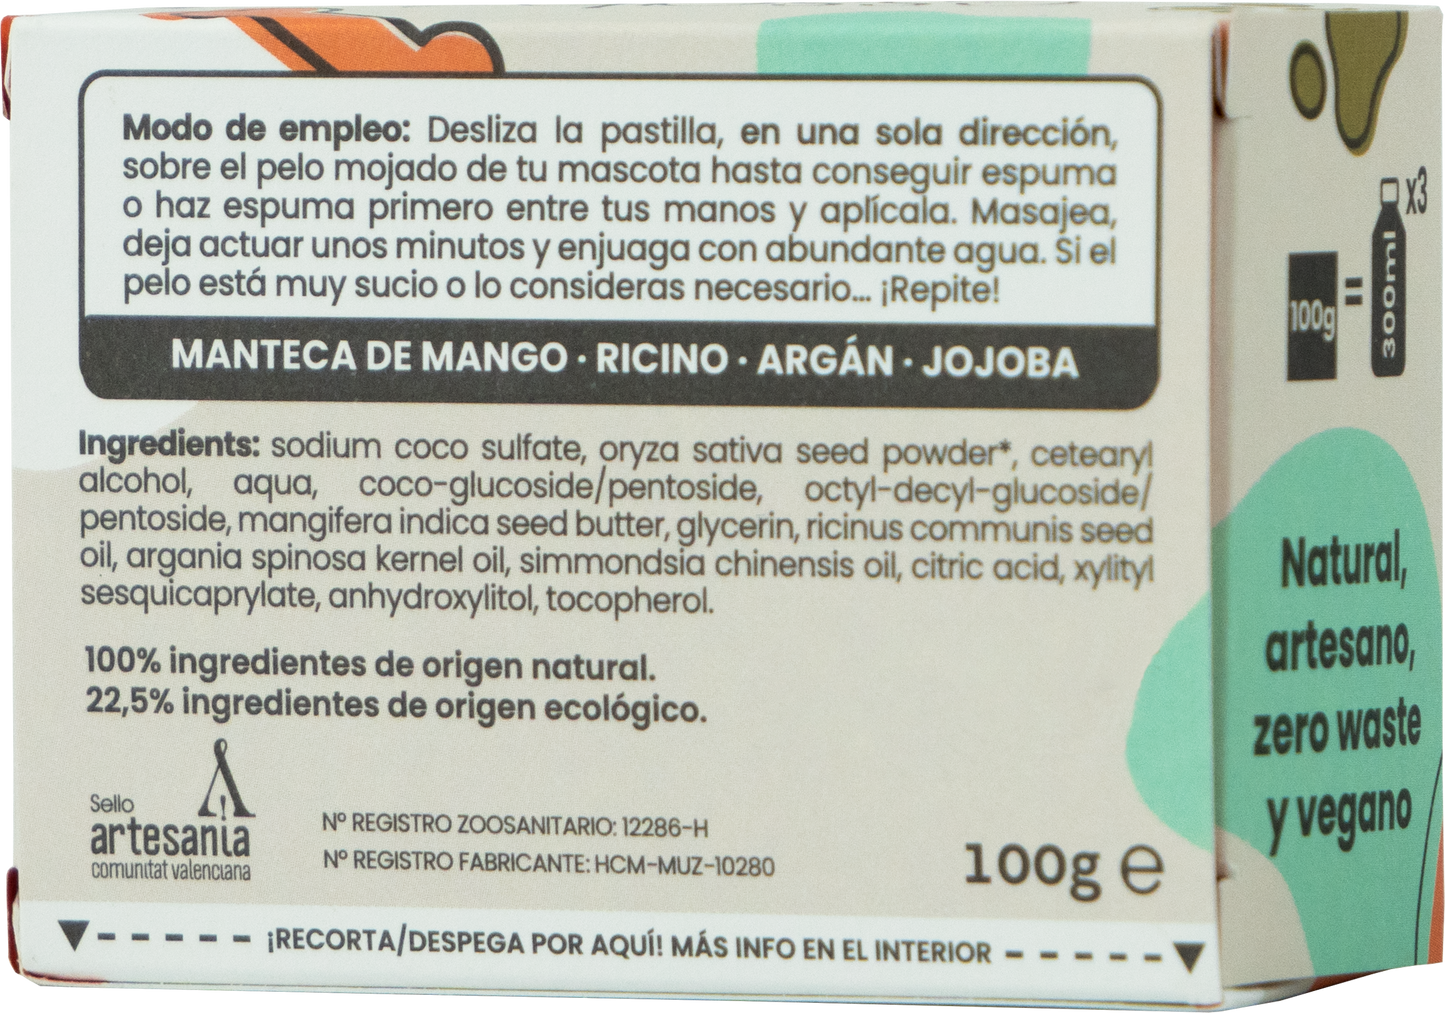 Modo de empleo: Desliza la pastilla, en una sola dirección,
sobre el pelo mojado de tu mascota hasta conseguir espuma
o haz espuma primero entre tus manos y aplícala. Masajea,
deja actuar unos minutos y enjuaga con abundante agua. Si el
pelo está muy sucio o lo consideras necesario... ¡Repite!
MANTECA DE MANGO · RICINO · ARGÁN · JOJOBA
Ingredients: sodium coco sulfate, oryza sativa seed powder*, cetearyl
alcohol, aqua, coco-glucoside/pentoside, octyl-decyl-glucoside/
pentoside, mangifera indica seed butter, glycerin, ricinus communis seed
oil, argania spinosa kernel oil, simmondsia chinensis oil, citric acid, xylityl
sesquicaprylate, anhydroxylitol, tocopherol.
100% ingredientes de origen natural.
22,5% ingredientes de origen ecológico.
Sello
artesania
comunitat valenciana
Nº REGISTRO ZOOSANITARIO: 12286-H
Nº REGISTRO FABRICANTE: HCM-MUZ-10280
100g e
¡RECORTA/DESPEGA POR AQUÍ! MÁS INFO EN EL INTERIOR
x3
100g = 300ml
Natural,
artesano,
zero waste
y vegano